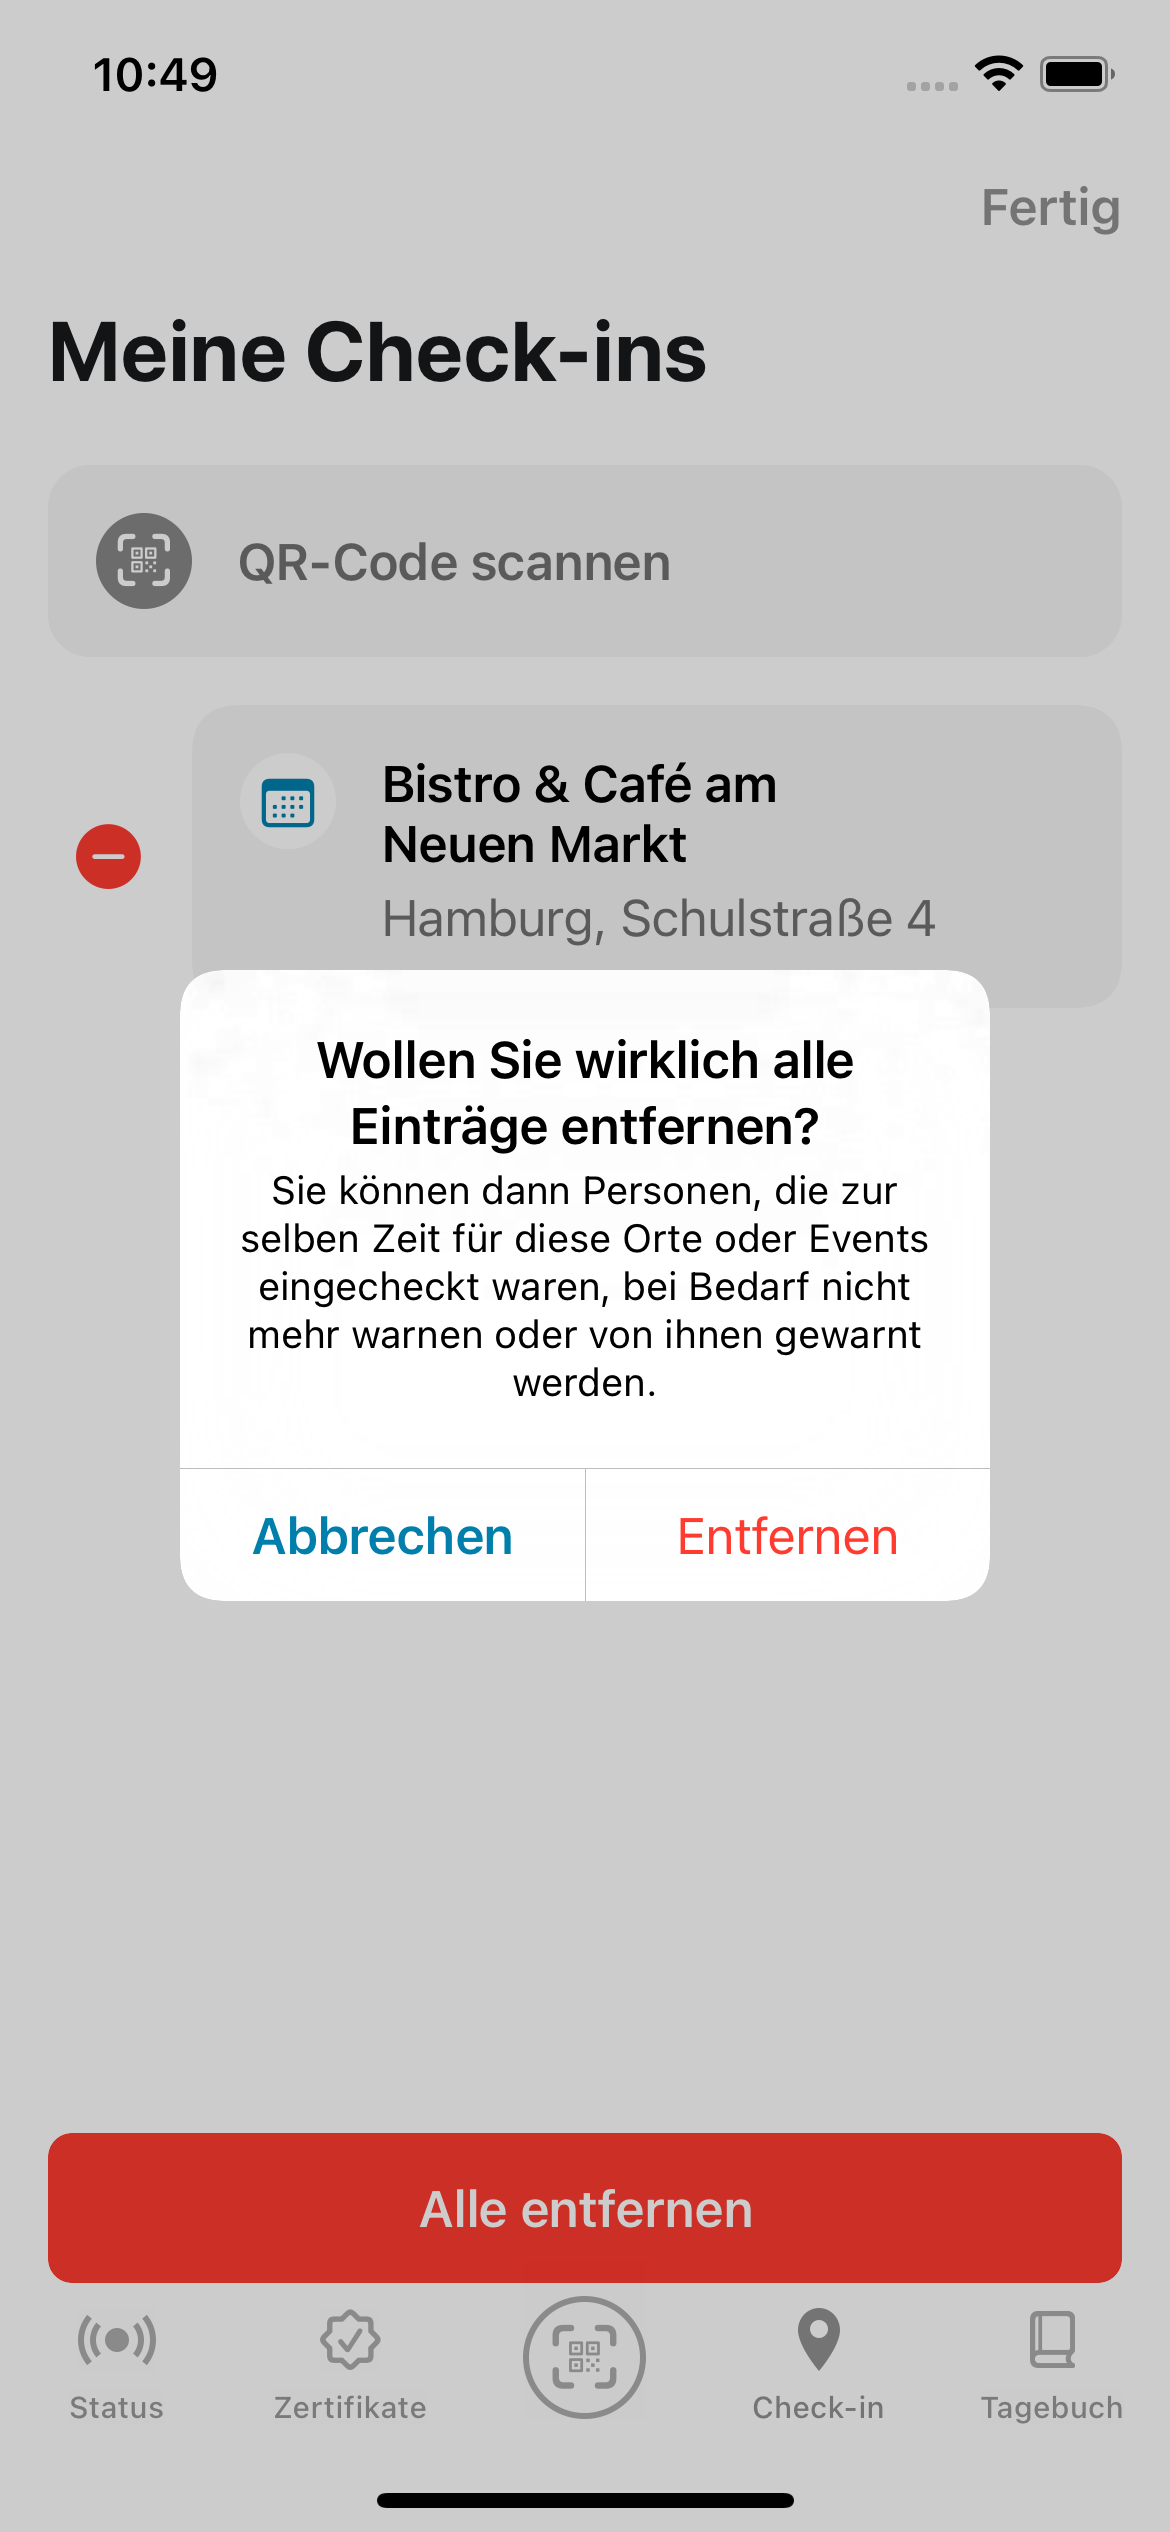 10:49
Fertig
Meine Check-ins
QR-Code scannen
Bistro & Café am
Neuen Markt
Hamburg, Schulstraße 4
Wollen Sie wirklich alle
Einträge entfernen?
Sie können dann Personen, die zur
selben Zeit für diese Orte oder Events
eingecheckt waren, bei Bedarf nicht
mehr warnen oder von ihnen gewarnt
werden.
Abbrechen
Entfernen
Alle entfernen
Status
Zertifikate
Check-in
Tagebuch